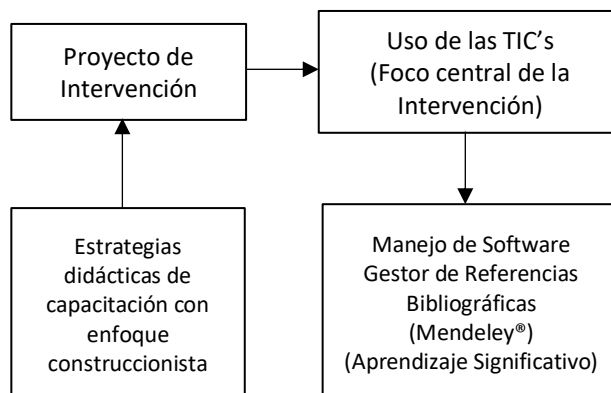 Proyecto de
Intervención
Uso de las TIC’s
(Foco central de la
Intervención)
Estrategias
didácticas de
capacitación con
enfoque
construccionista
Manejo de Software
Gestor de Referencias
Bibliográficas
(Mendeley®)
(Aprendizaje Significativo)